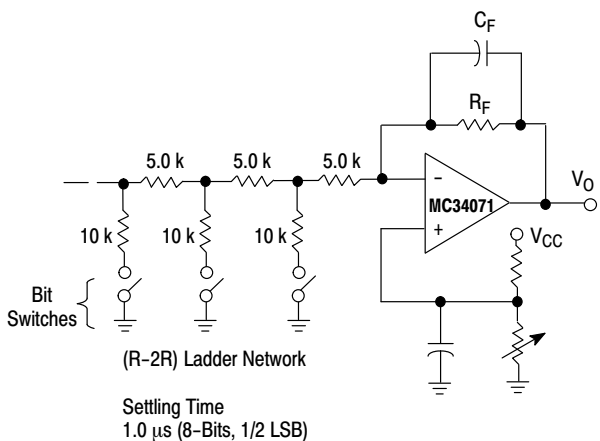 C_F
R_F
5.0 k 5.0 k 5.0 k
V_O
− MC34071 +
10 k 10 k 10 k
V_CC
Bit
Switches
(R−2R) Ladder Network
Settling Time
1.0 μs (8−Bits, 1/2 LSB)